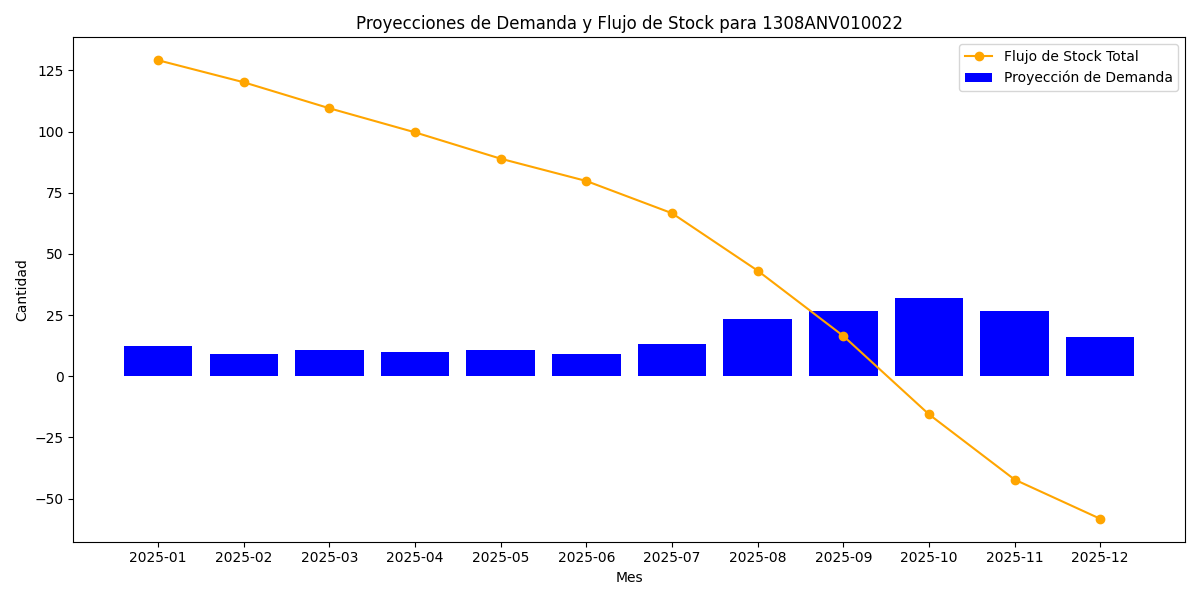 Proyecciones de Demanda y Flujo de Stock para 1308ANV010022
Flujo de Stock Total
Proyección de Demanda
Cantidad
125
100
75
50
25
0
−25
−50
2025-01 2025-02 2025-03 2025-04 2025-05 2025-06 2025-07 2025-08 2025-09 2025-10 2025-11 2025-12
Mes